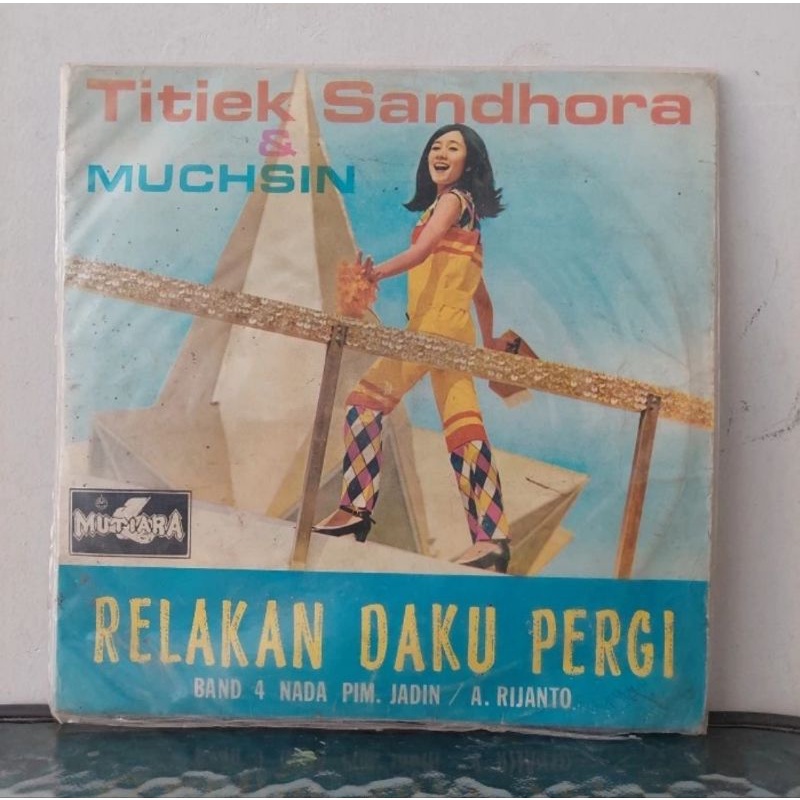 Titiek Sandhora
&
MUCHSIN
MUTIARA
RELAKAN DAKU PERGI
BAND 4 NADA PIM. JADIN / A. RIJANTO